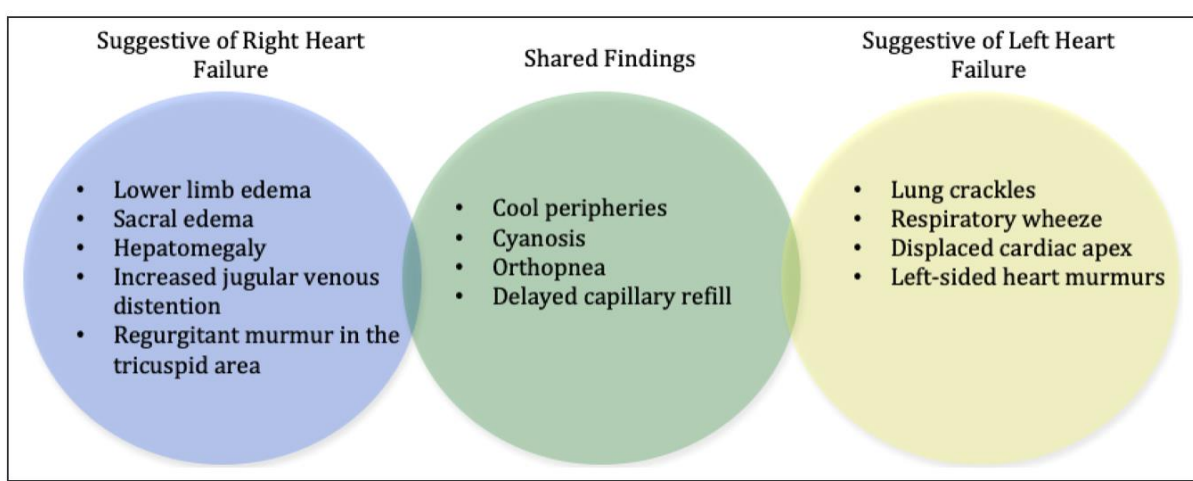 Suggestive of Right Heart
Failure
• Lower limb edema
• Sacral edema
• Hepatomegaly
• Increased jugular venous
distention
• Regurgitant murmur in the
tricuspid area
Shared Findings
• Cool peripheries
• Cyanosis
• Orthopnea
• Delayed capillary refill
Suggestive of Left Heart
Failure
• Lung crackles
• Respiratory wheeze
• Displaced cardiac apex
• Left-sided heart murmurs